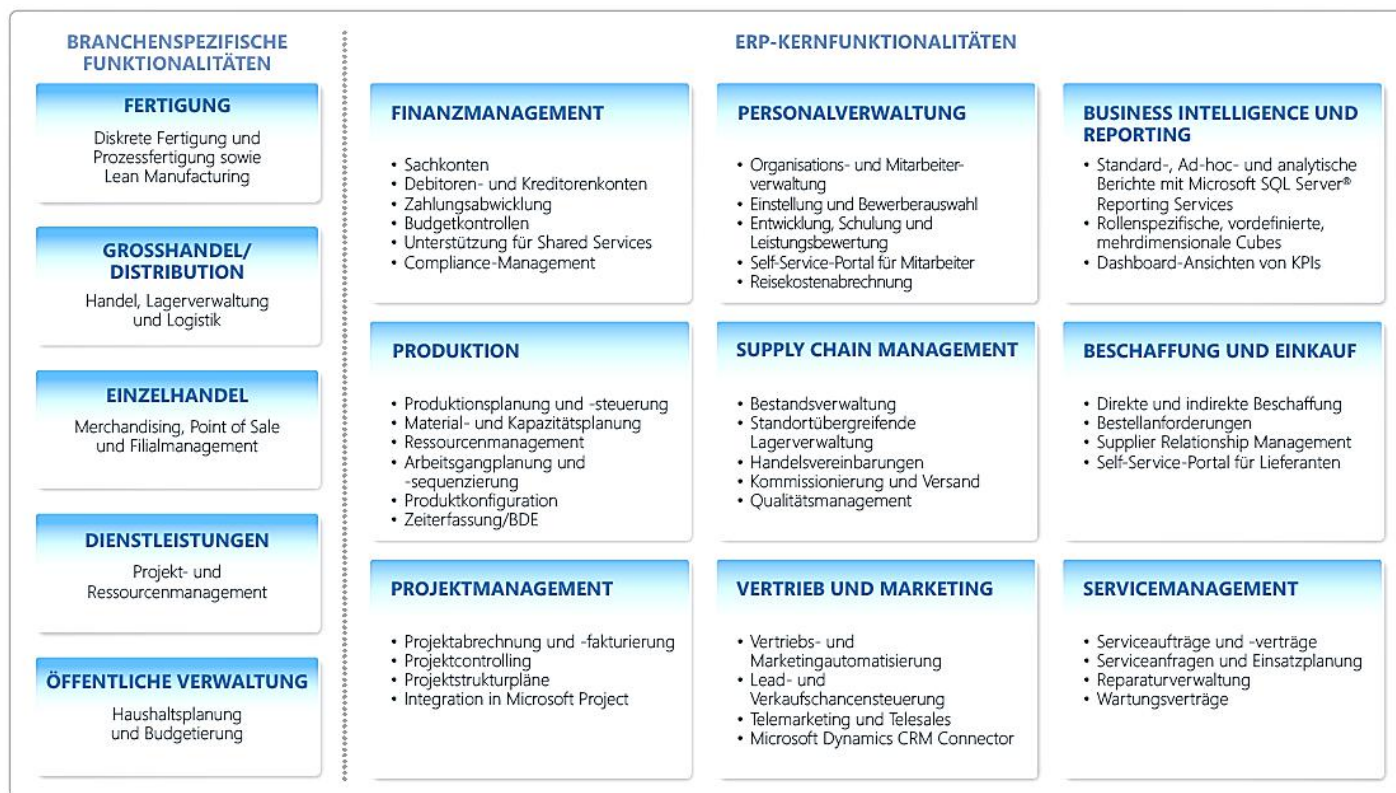 BRANCHENSPEZIFISCHE
FUNKTIONALITÄTEN
FERTIGUNG
Diskrete Fertigung und
Prozessfertigung sowie
Lean Manufacturing
GROSSHANDEL/
DISTRIBUTION
Handel, Lagerverwaltung
und Logistik
EINZELHANDEL
Merchandising, Point of Sale
und Filialmanagement
DIENSTLEISTUNGEN
Projekt- und
Ressourcenmanagement
ÖFFENTLICHE VERWALTUNG
Haushaltsplanung
und Budgetierung
ERP-KERNFUNKTIONALITÄTEN
FINANZMANAGEMENT
• Sachkonten
• Debitoren- und Kreditorenkonten
• Zahlungsabwicklung
• Budgetkontrollen
• Unterstützung für Shared Services
• Compliance-Management
PERSONALVERWALTUNG
• Organisations- und Mitarbeiter-
verwaltung
• Einstellung und Bewerberauswahl
• Entwicklung, Schulung und
Leistungsbewertung
• Self-Service-Portal für Mitarbeiter
• Reisekostenabrechnung
BUSINESS INTELLIGENCE UND
REPORTING
• Standard-, Ad-hoc- und analytische
Berichte mit Microsoft SQL Server®
Reporting Services
• Rollenspezifische, vordefinierte,
mehrdimensionale Cubes
• Dashboard-Ansichten von KPIs
PRODUKTION
• Produktionsplanung und -steuerung
• Material- und Kapazitätsplanung
• Ressourcenmanagement
• Arbeitsgangplanung und
-sequenzierung
• Produktkonfiguration
• Zeiterfassung/BDE
SUPPLY CHAIN MANAGEMENT
• Bestandsverwaltung
• Standortübergreifende
Lagerverwaltung
• Handelsvereinbarungen
• Kommissionierung und Versand
• Qualitätsmanagement
BESCHAFFUNG UND EINKAUF
• Direkte und indirekte Beschaffung
• Bestellanforderungen
• Supplier Relationship Management
• Self-Service-Portal für Lieferanten
PROJEKTMANAGEMENT
• Projektabrechnung und -fakturierung
• Projektcontrolling
• Projektstrukturpläne
• Integration in Microsoft Project
VERTRIEB UND MARKETING
• Vertriebs- und
Marketingautomatisierung
• Lead- und
Verkaufschancensteuerung
• Telemarketing und Telesales
• Microsoft Dynamics CRM Connector
SERVICEMANAGEMENT
• Serviceaufträge und -verträge
• Serviceanfragen und Einsatzplanung
• Reparaturverwaltung
• Wartungsverträge